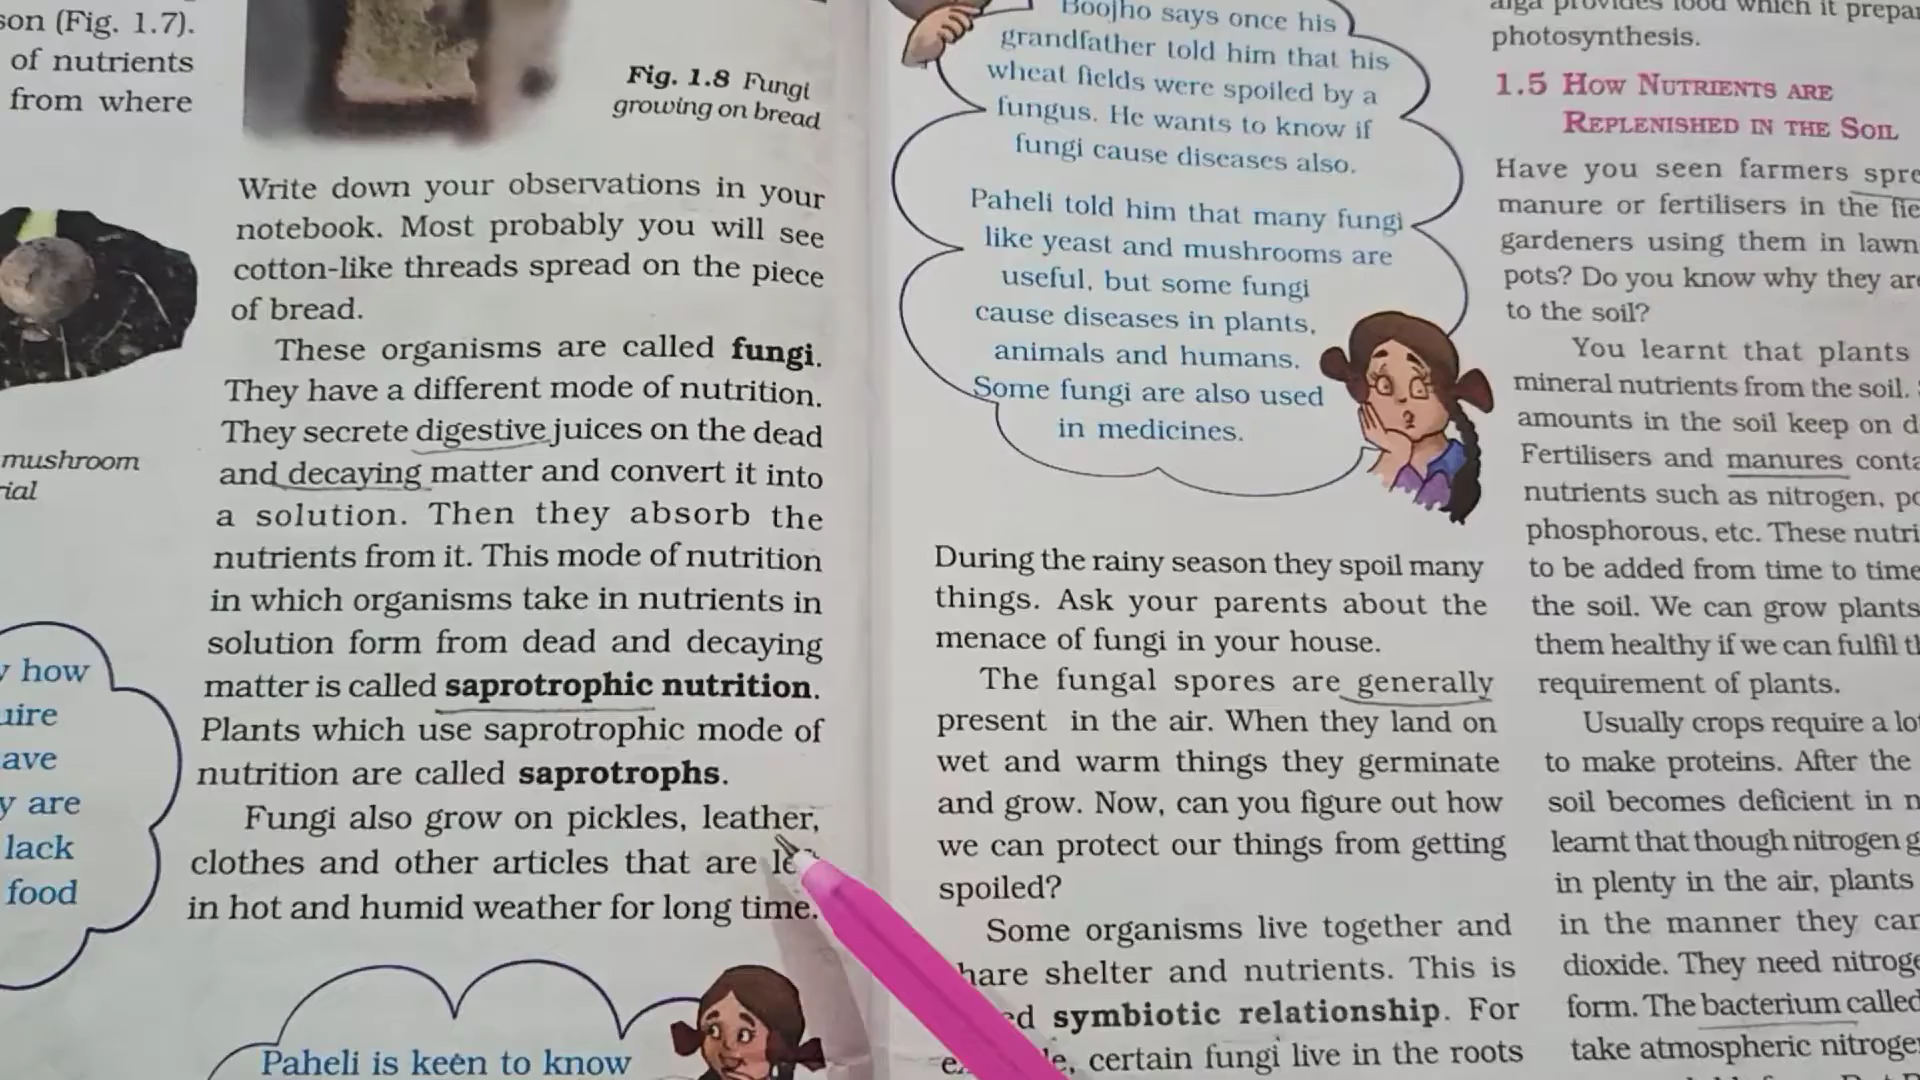 son (Fig. 1.7).
of nutrients
from where
mushroom
how
ave
are
lack
food
Fig. 1.8 Fungi
growing on bread
Write down your observations in your
notebook. Most probably you will see
cotton-like threads spread on the piece
of bread.
These organisms are called fungi.
They have a different mode of nutrition.
They secrete digestive juices on the dead
and decaying matter and convert it into
a solution. Then they absorb the
nutrients from it. This mode of nutrition
in which organisms take in nutrients in
solution form from dead and decaying
matter is called saprotrophic nutrition.
Plants which use saprotrophic mode of
nutrition are called saprotrophs.
Fungi also grow on pickles, leather,
clothes and other articles that are
in hot and humid weather for long time.
Paheli is keen to know
Boojho says once his
grandfather told him that his
wheat fields were spoiled by a
fungus. He wants to know if
fungi cause diseases also.
Paheli told him that many fungi
like yeast and mushrooms are
useful, but some fungi
cause diseases in plants,
animals and humans.
Some fungi are also used
in medicines.
During the rainy season they spoil many
things. Ask your parents about the
menace of fungi in your house.
The fungal spores are generally
present in the air. When they land on
wet and warm things they germinate
and grow. Now, can you figure out how
we can protect our things from getting
spoiled?
Some organisms live together and
hare shelter and nutrients. This is
symbiotic relationship. For
certain fungi live in the roots
alga provides food which it prepar
photosynthesis.
1.5 HOW NUTRIENTS ARE
REPLENISHED IN THE SOIL
Have you seen farmers spre
manure or fertilisers in the fie
gardeners using them in lawn
pots? Do you know why they are
to the soil?
You learnt that plants
mineral nutrients from the soil.
amounts in the soil keep on d
Fertilisers and manures conta
nutrients such as nitrogen, po
phosphorous, etc. These nutri
to be added from time to time
the soil. We can grow plants
them healthy if we can fulfil th
requirement of plants.
Usually crops require a lot
to make proteins. After the
soil becomes deficient in n
learnt that though nitrogen g
in plenty in the air, plants
in the manner they can
dioxide. They need nitroge
form. The bacterium called
take atmospheric nitroge